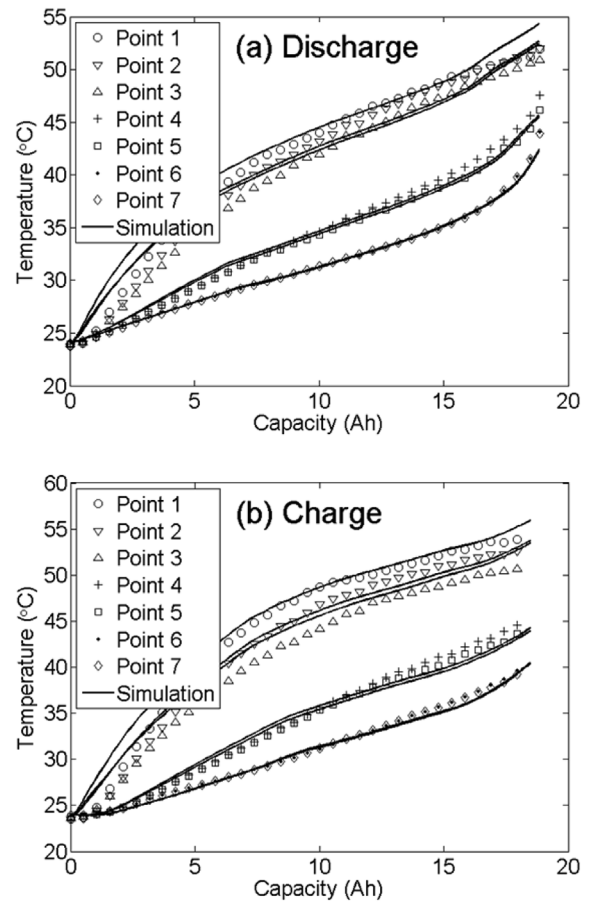 55
50
45
40
35
30
25
20
Temperature (°C)
(a) Discharge
Point 1
Point 2
Point 3
Point 4
Point 5
Point 6
Point 7
Simulation
0
5
10
15
20
Capacity (Ah)
60
55
50
45
40
35
30
25
20
Temperature (°C)
(b) Charge
Point 1
Point 2
Point 3
Point 4
Point 5
Point 6
Point 7
Simulation
0
5
10
15
20
Capacity (Ah)